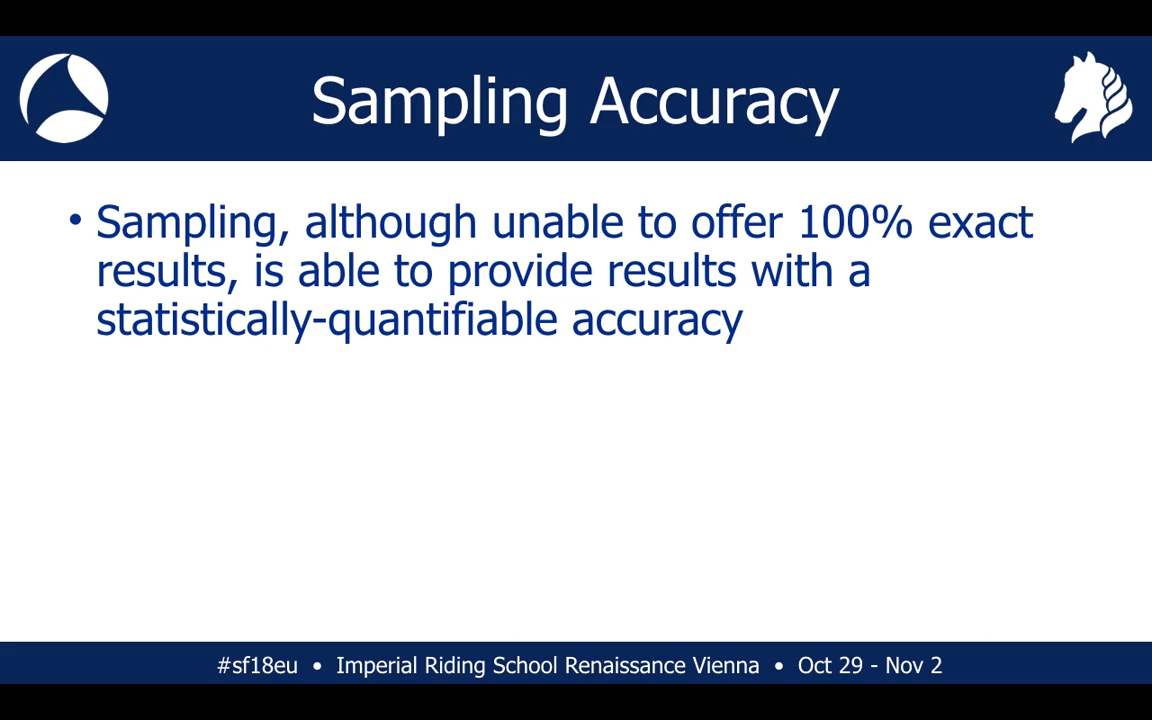 Sampling Accuracy
• Sampling, although unable to offer 100% exact
results, is able to provide results with a
statistically-quantifiable accuracy
#sf18eu • Imperial Riding School Renaissance Vienna • Oct 29 - Nov 2